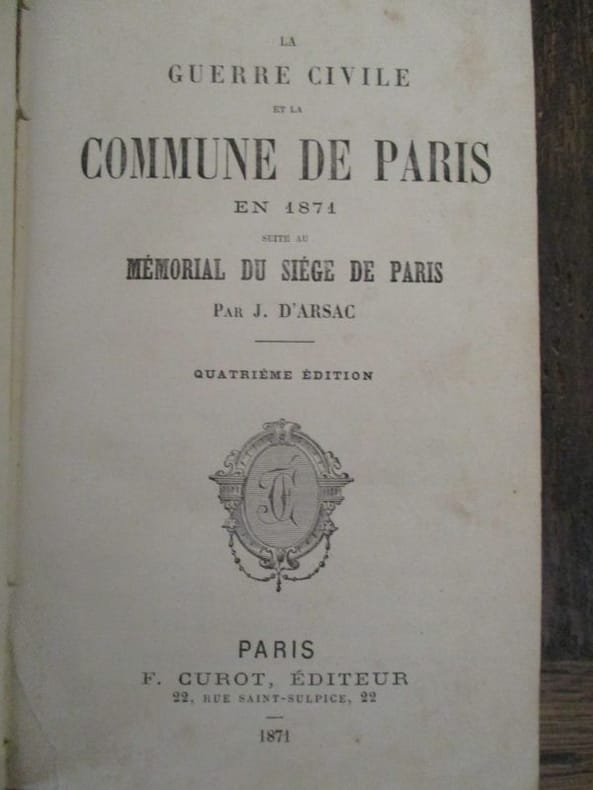 LA
GUERRE CIVILE
ET LA
COMMUNE DE PARIS
EN 1871
SUITE AU
MÉMORIAL DU SIÉGE DE PARIS
PAR J. D'ARSAC
QUATRIÉME ÉDITION
PARIS
F. CUROT, ÉDITEUR
22, RUE SAINT-SULPICE, 22
1871